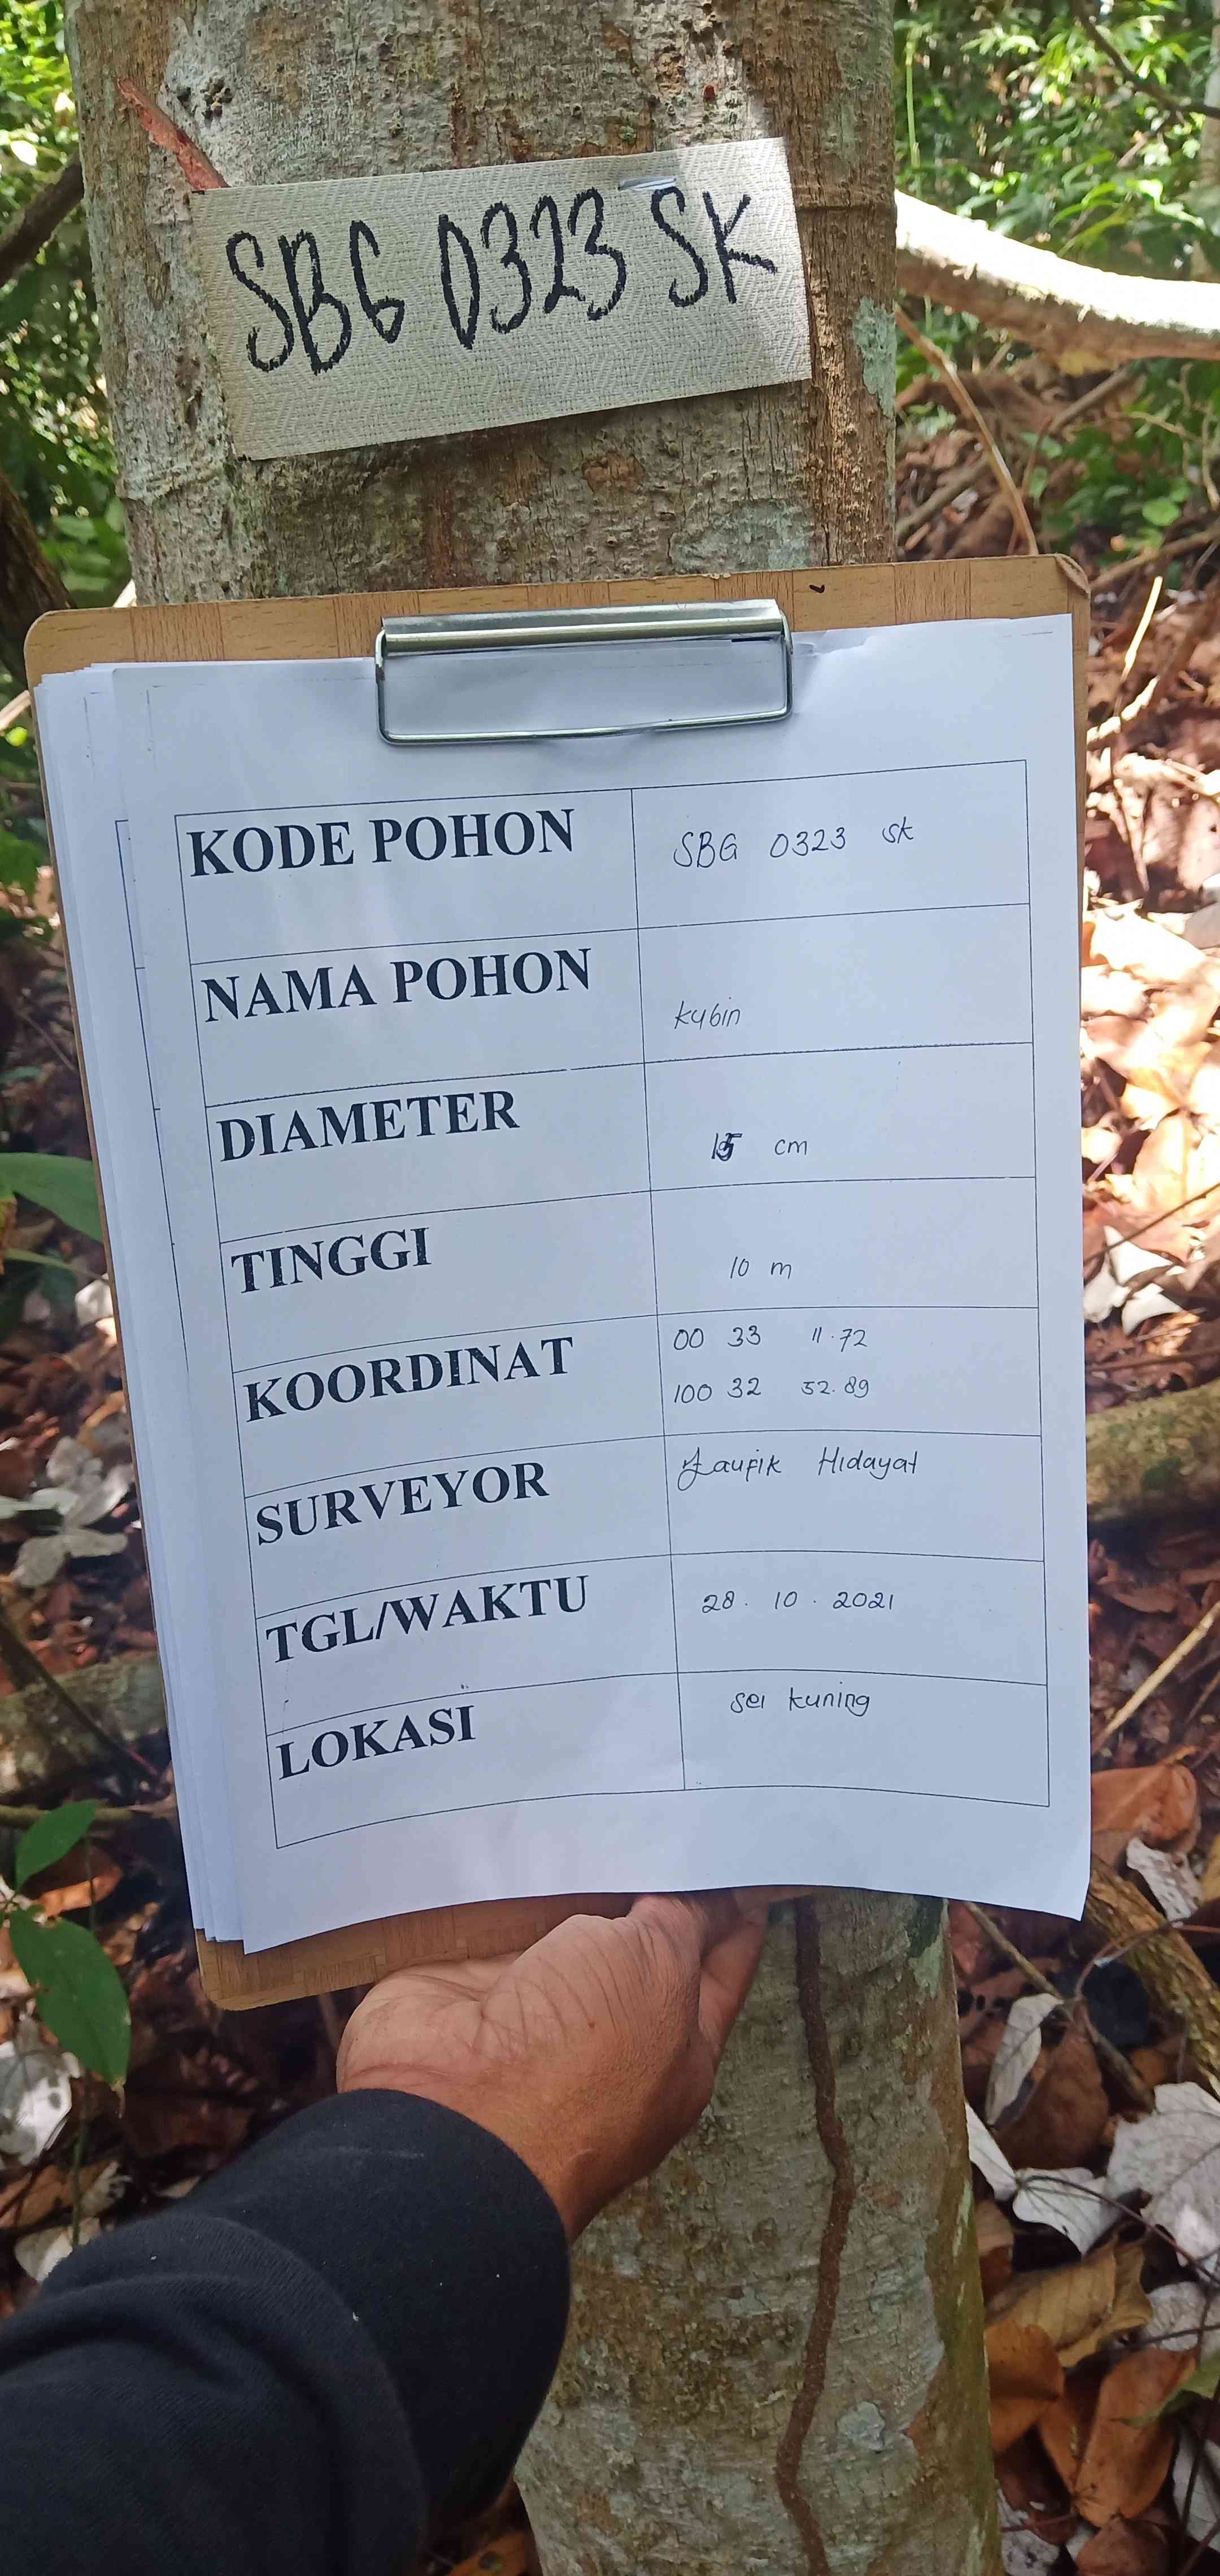 SBG 0323 SK
KODE POHON SBG 0323 SK
NAMA POHON kubin
DIAMETER 15 cm
TINGGI 10 m
KOORDINAT 00 33 11.72
100 32 52.89
SURVEYOR Taufik Hidayat
TGL/WAKTU 28. 10. 2021
LOKASI sei kuning